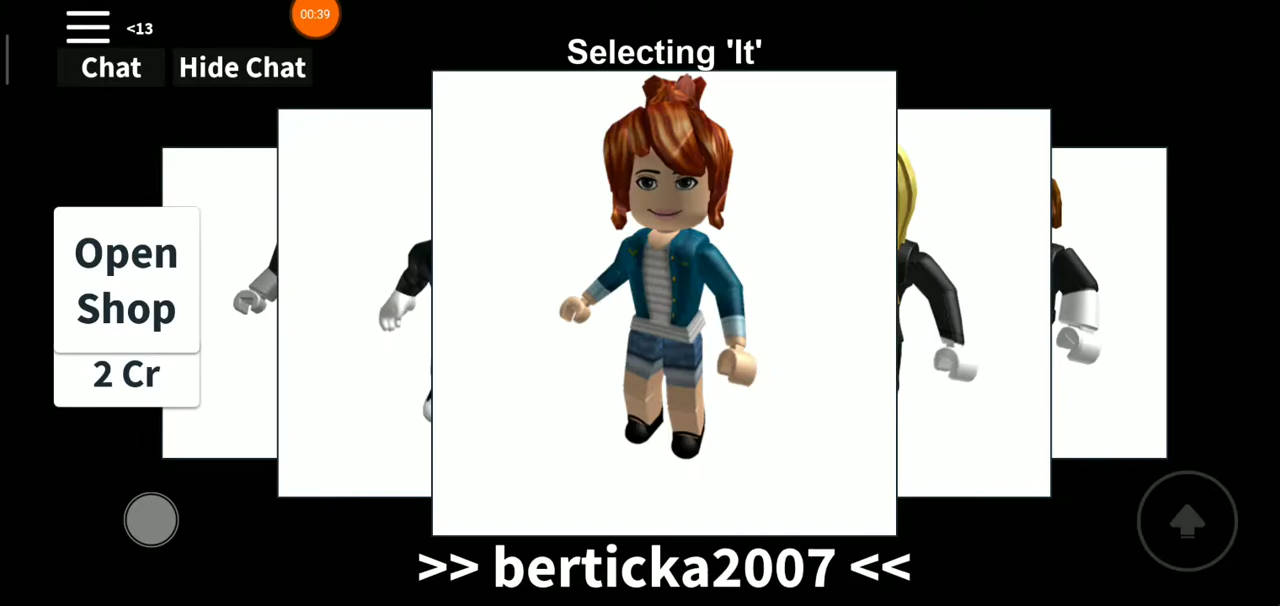 00:39
<13
Chat
Hide Chat
Selecting 'It'
Open
Shop
2 Cr
>> berticka2007 <<